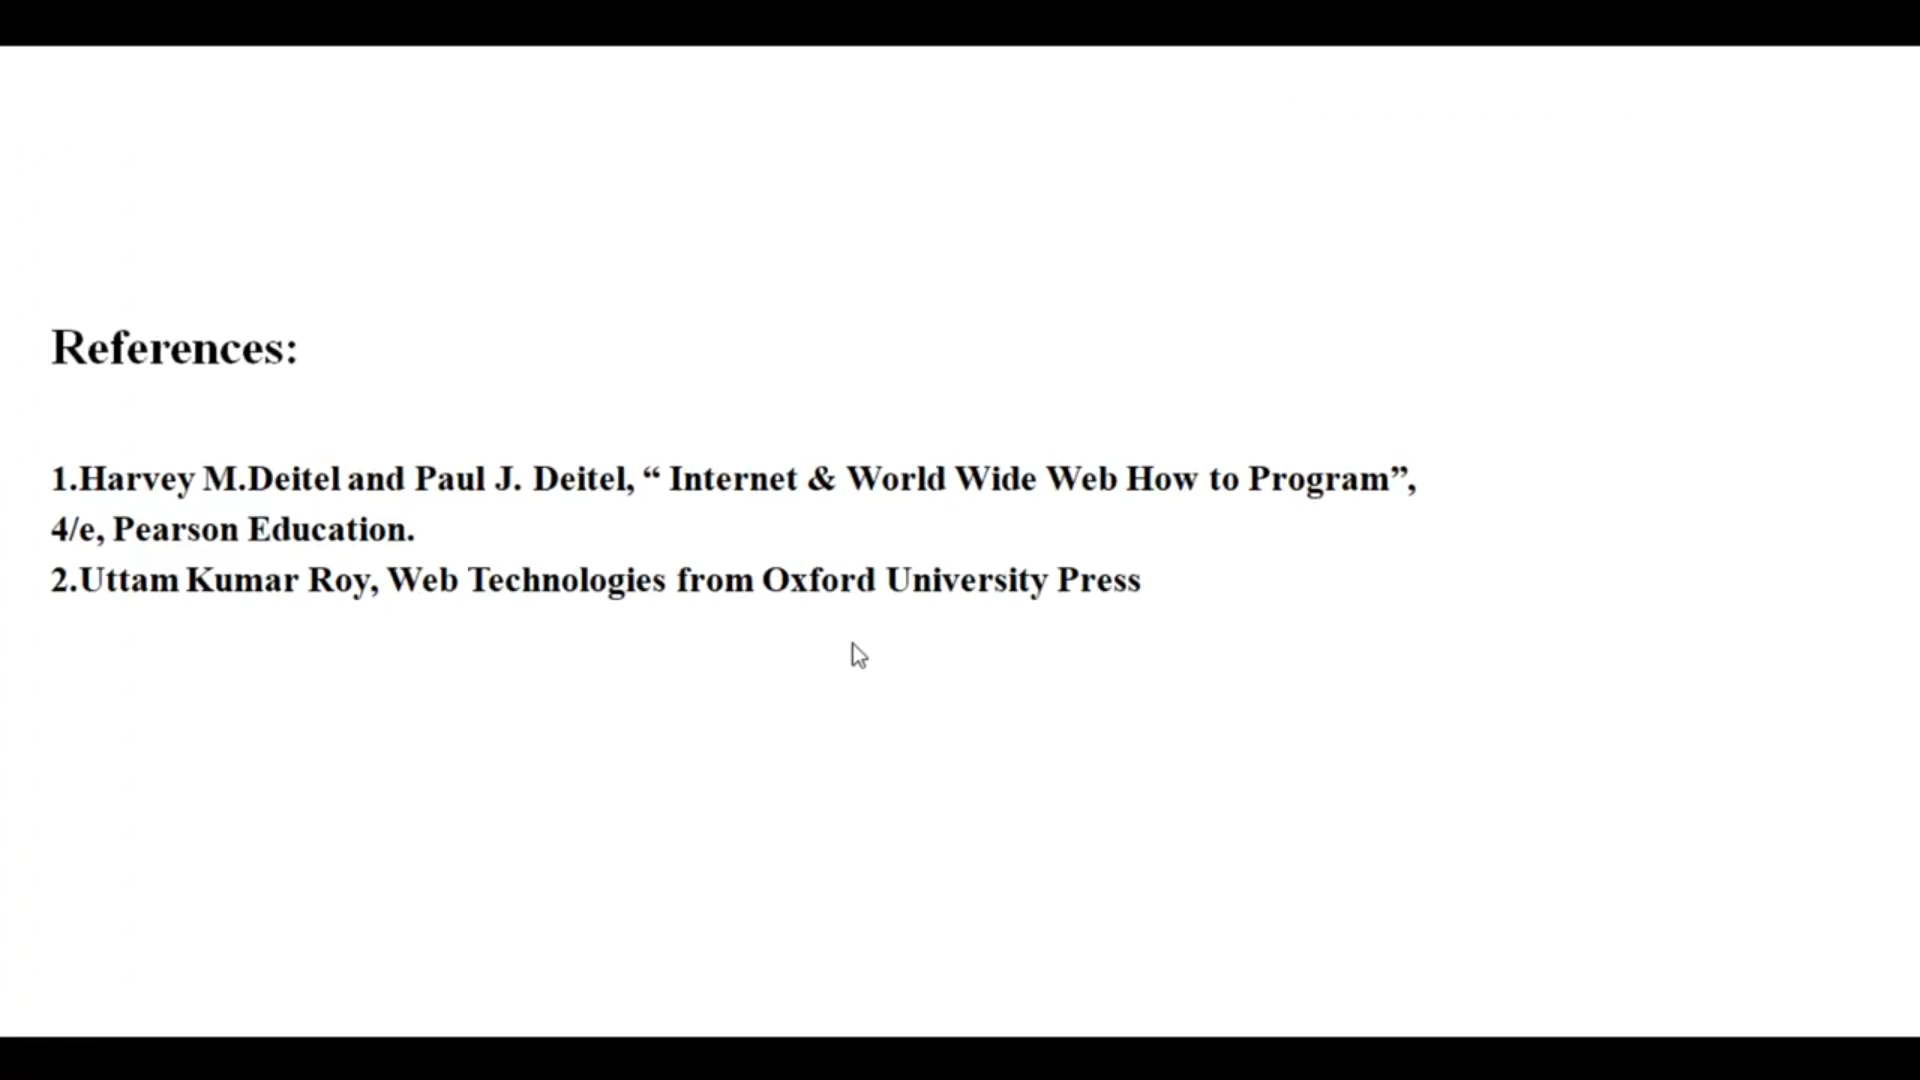 References:
1.Harvey M.Deitel and Paul J. Deitel, “ Internet & World Wide Web How to Program”,
4/e, Pearson Education.
2.Uttam Kumar Roy, Web Technologies from Oxford University Press